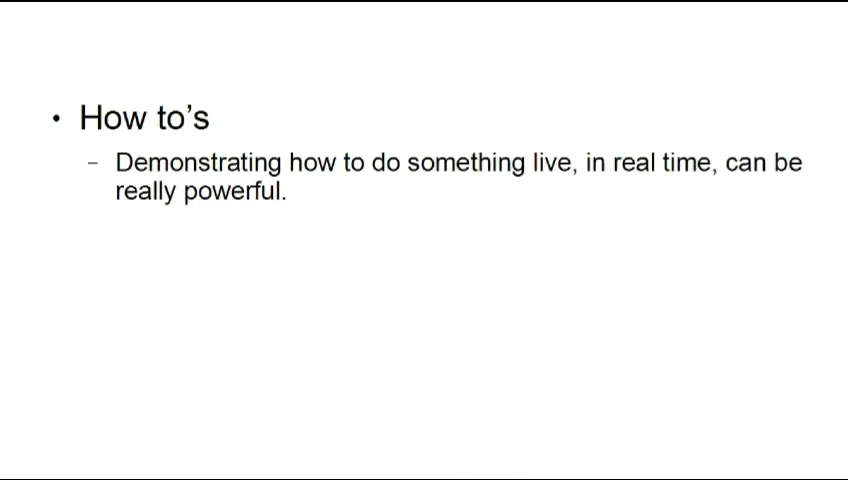 • How to’s
– Demonstrating how to do something live, in real time, can be
really powerful.